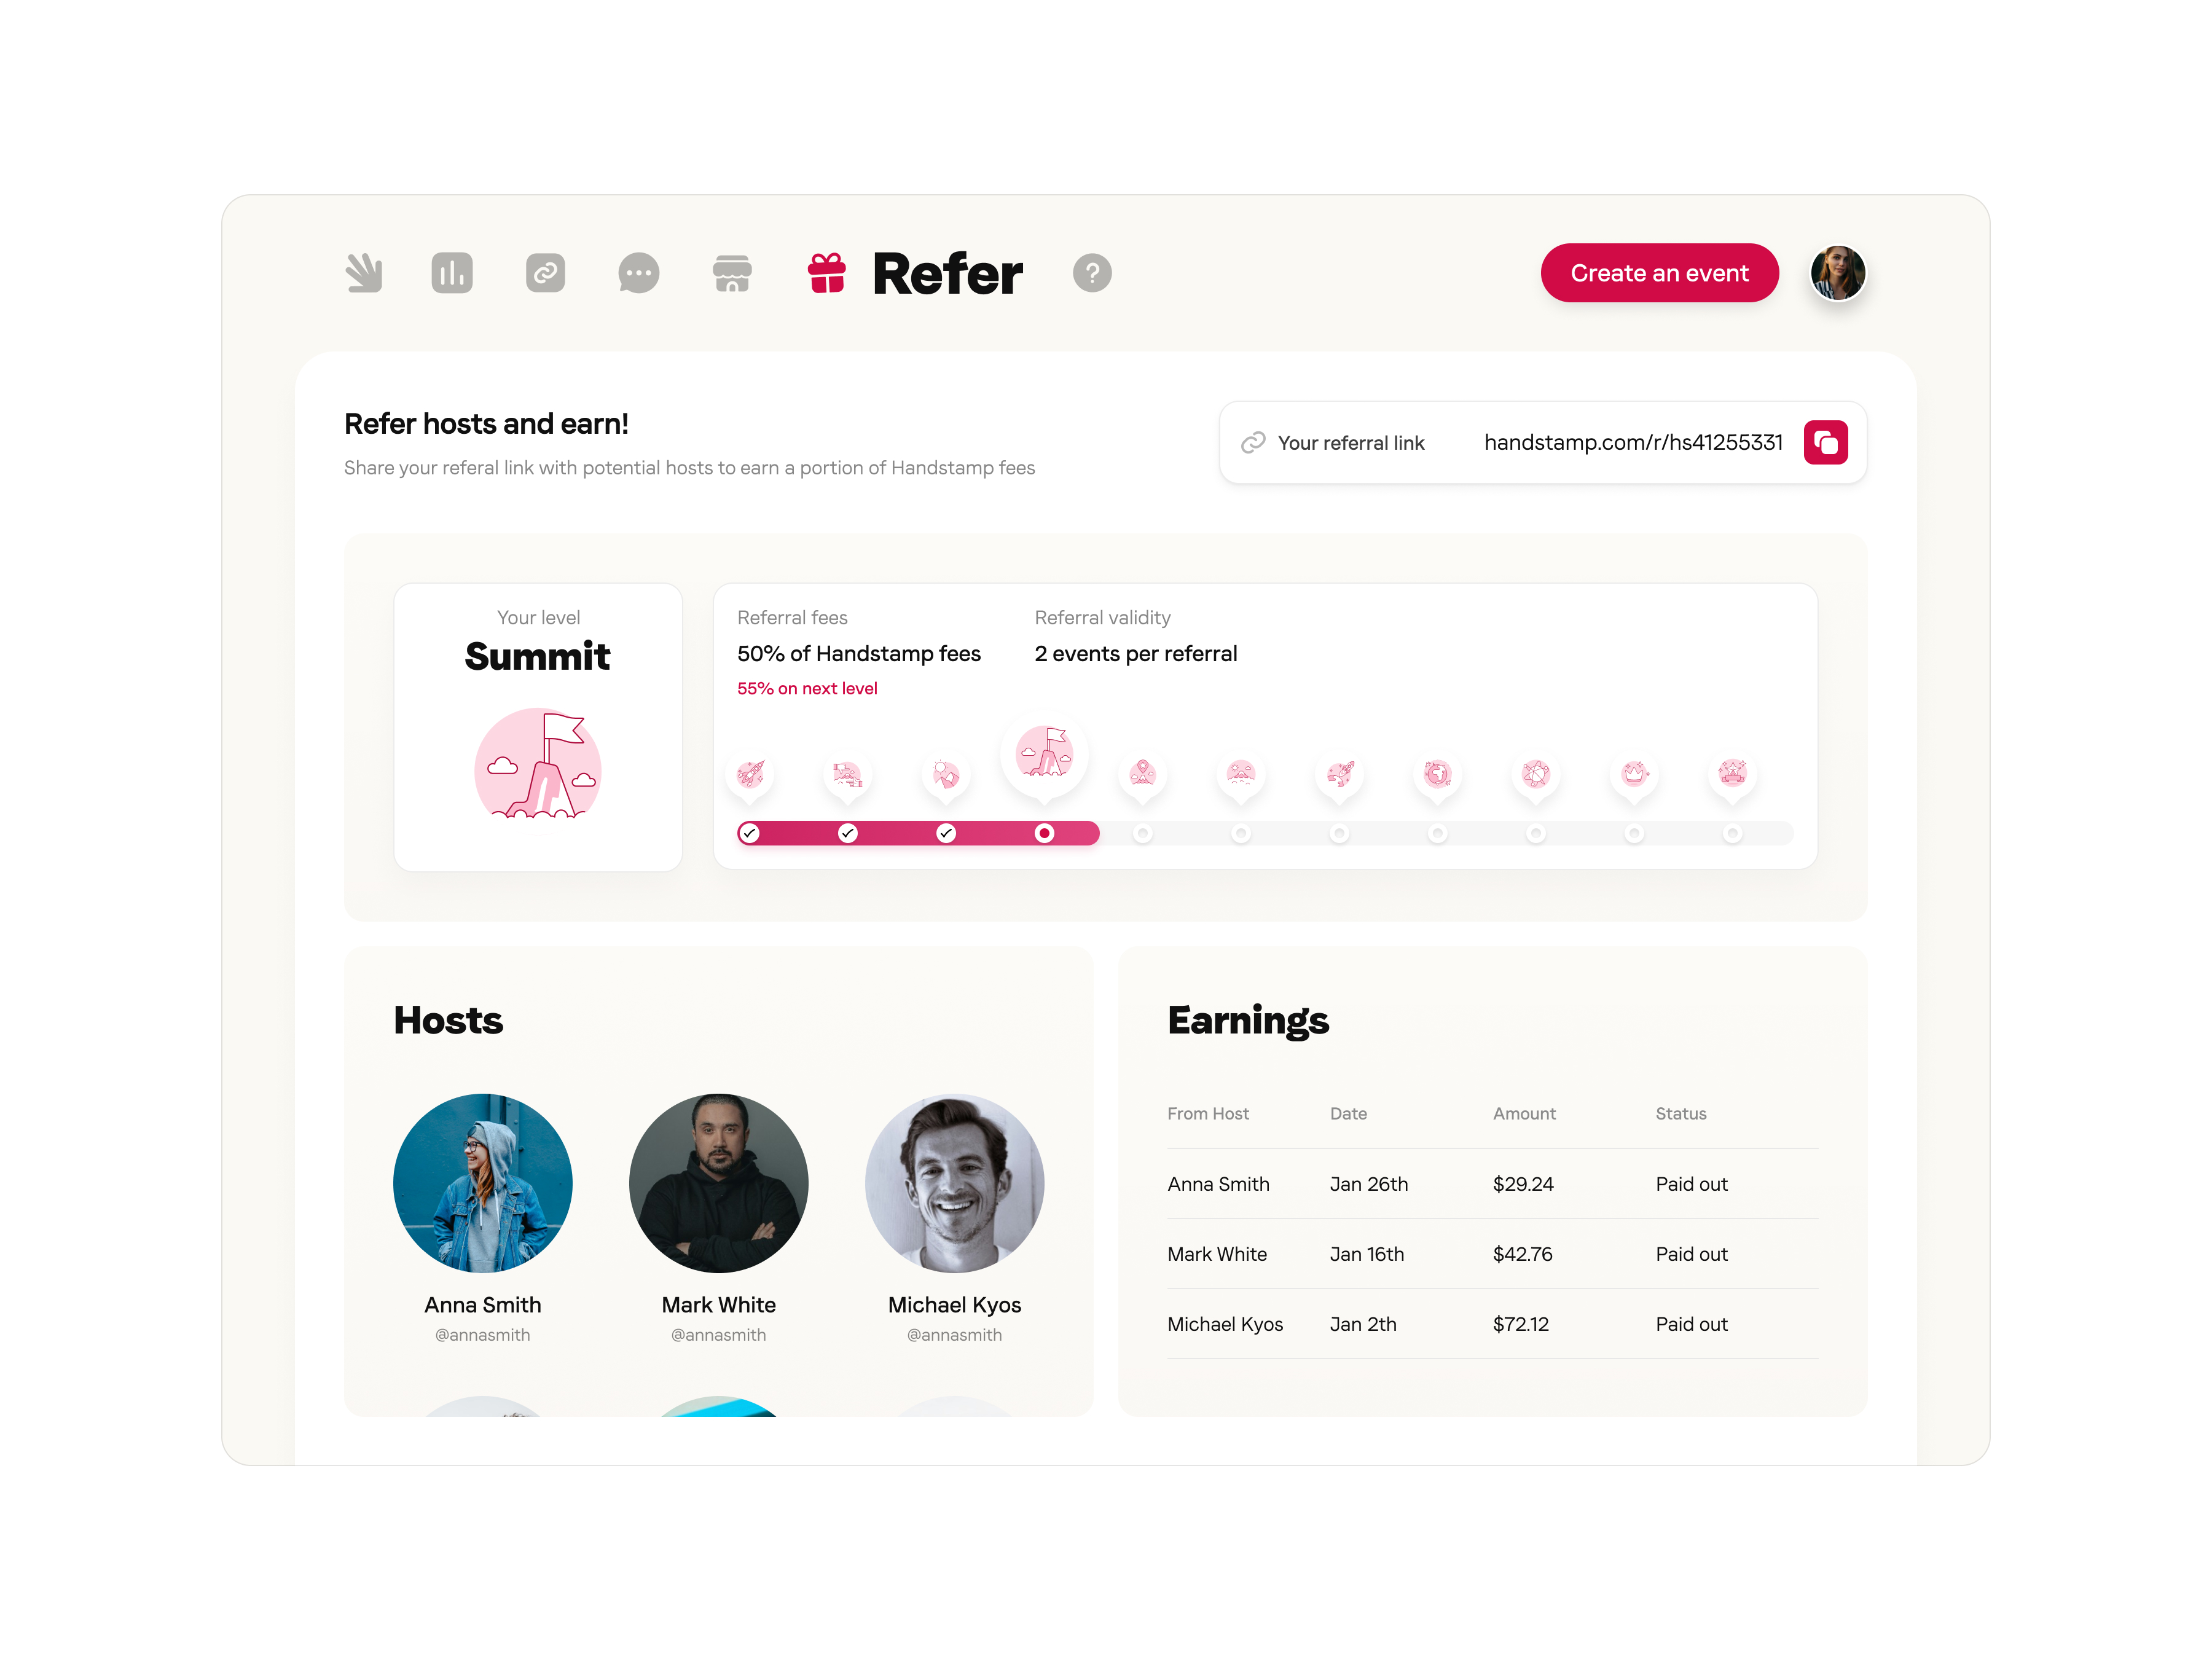 Refer
?
Create an event
Refer hosts and earn!
Share your referal link with potential hosts to earn a portion of Handstamp fees
Your referral link
handstamp.com/r/hs41255331
Your level
Summit
Referral fees
50% of Handstamp fees
55% on next level
Referral validity
2 events per referral
Hosts
Anna Smith
@annasmith
Mark White
@annasmith
Michael Kyos
@annasmith
Earnings
From Host Date Amount Status
Anna Smith Jan 26th $29.24 Paid out
Mark White Jan 16th $42.76 Paid out
Michael Kyos Jan 2th $72.12 Paid out